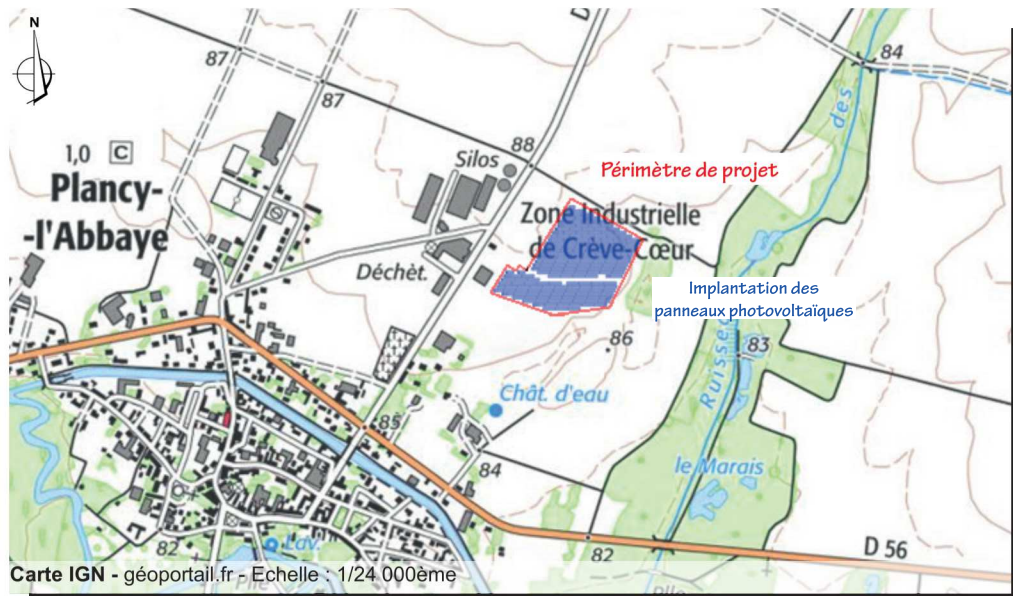 N
84
87
87
D
des
88
1,0 C
Silos
Périmètre de projet
Plancy-
-l'Abbaye
Zone Industrielle
de Crève-Cœur
Déchèt.
Implantation des
panneaux photovoltaïques
86
83
Chât. d'eau
85
84
le Marais
Lav.
82
82
D 56
Carte IGN - géoportail.fr - Echelle : 1/24 000ème